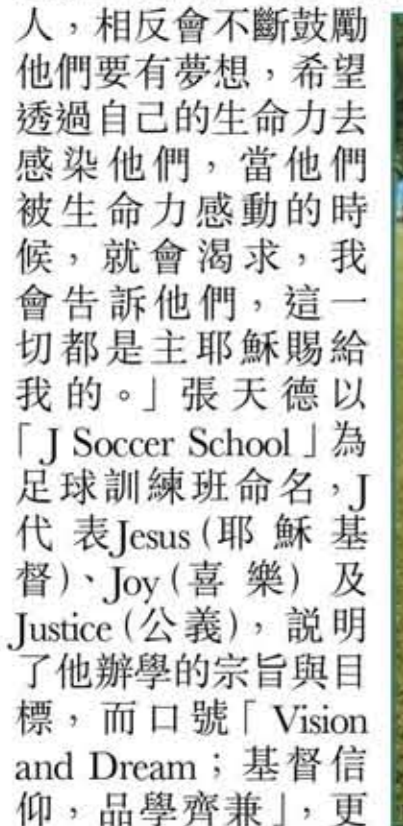 人，相反會不斷鼓勵
他們要有夢想，希望
透過自己的生命力去
感染他們，當他們
被生命力感動的時
候，就會渴求，我
會告訴他們，這一
切都是主耶穌賜給
我的。」張天德以
「J Soccer School」為
足球訓練班命名，J
代表Jesus(耶穌基
督)、Joy(喜樂) 及
Justice(公義)，説明
了他辦學的宗旨與目
標，而口號「Vision
and Dream；基督信
仰，品學齊兼」，更